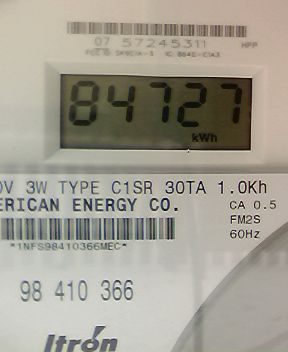 07 57245311 HPP
84727
kWh
0V 3W TYPE C1SR 30TA 1.0Kh
ERICAN ENERGY CO.
CA 0.5
FM2S
60Hz
*1NFS98410366MEC*
98 410 366
Itron